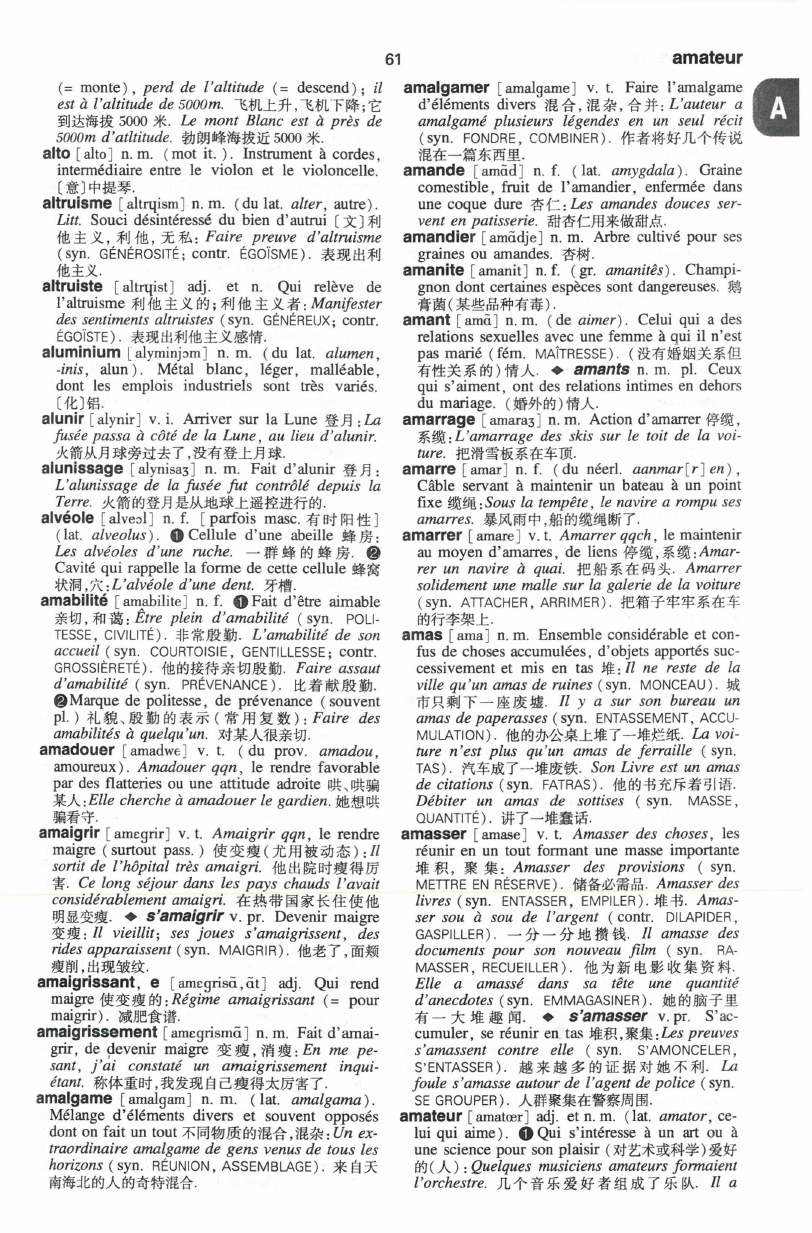 61
amateur
(= monte), perd de l'altitude (= descend); il
est à l'altitude de 5000m. 飞机上升,飞机下降;它
到达海拔 5000 米. Le mont Blanc est à près de
5000m d'atltitude. 勃朗峰海拔近 5000 米.
alto [alto] n. m. (mot it.). Instrument à cordes,
intermédiaire entre le violon et le violoncelle.
〔意〕中提琴.
altruisme [altrɥism] n. m. (du lat. alter, autre).
Litt. Souci désintéressé du bien d'autrui〔文〕利
他主义, 利他, 无私: Faire preuve d'altruisme
(syn. GÉNÉROSITÉ; contr. ÉGOÏSME). 表现出利
他主义.
altruiste [altrɥist] adj. et n. Qui relève de
l'altruisme 利他主义的;利他主义者: Manifester
des sentiments altruistes (syn. GÉNÉREUX; contr.
ÉGOÏSTE). 表现出利他主义感情.
aluminium [alyminjɔm] n. m. (du lat. alumen,
-inis, alun). Métal blanc, léger, malléable,
dont les emplois industriels sont très variés.
〔化〕铝.
alunir [alynir] v. i. Arriver sur la Lune 登月: La
fusée passa à côté de la Lune, au lieu d'alunir.
火箭从月球旁过去了,没有登上月球.
alunissage [alynisaʒ] n. m. Fait d'alunir 登月:
L'alunissage de la fusée fut contrôlé depuis la
Terre. 火箭的登月是从地球上遥控进行的.
alvéole [alveɔl] n. f. [parfois masc. 有时阳性]
(lat. alveolus). ❶Cellule d'une abeille 蜂房:
Les alvéoles d'une ruche. 一群蜂的蜂房. ❷
Cavité qui rappelle la forme de cette cellule 蜂窝
状洞,穴: L'alvéole d'une dent. 牙槽.
amabilité [amabilite] n. f. ❶Fait d'être aimable
亲切, 和蔼: Être plein d'amabilité (syn. POLI-
TESSE, CIVILITÉ). 非常殷勤. L'amabilité de son
accueil (syn. COURTOISIE, GENTILLESSE; contr.
GROSSIÈRETÉ). 他的接待亲切殷勤. Faire assaut
d'amabilité (syn. PRÉVENANCE). 比着献殷勤.
❷Marque de politesse, de prévenance (souvent
pl.) 礼貌、殷勤的表示(常用复数): Faire des
amabilités à quelqu'un. 对某人很亲切.
amadouer [amadwe] v. t. (du prov. amadou,
amoureux). Amadouer qqn, le rendre favorable
par des flatteries ou une attitude adroite 哄、哄骗
某人: Elle cherche à amadouer le gardien. 她想哄
骗看守.
amaigrir [amɛgrir] v. t. Amaigrir qqn, le rendre
maigre (surtout pass.) 使变瘦(尤用被动态): Il
sortit de l'hôpital très amaigri. 他出院时瘦得厉
害. Ce long séjour dans les pays chauds l'avait
considérablement amaigri. 在热带国家长住使他
明显变瘦. ◆ s'amaigrir v. pr. Devenir maigre
变瘦: Il vieillit; ses joues s'amaigrissent, des
rides apparaissent (syn. MAIGRIR). 他老了,面颊
瘦削,出现皱纹.
amaigrissant, e [amɛgrisɑ̃,ɑ̃t] adj. Qui rend
maigre 使变瘦的: Régime amaigrissant (= pour
maigrir). 减肥食谱.
amaigrissement [amɛgrismɑ̃] n. m. Fait d'amai-
grir, de devenir maigre 变瘦, 消瘦: En me pe-
sant, j'ai constaté un amaigrissement inqui-
étant. 称体重时,我发现自己瘦得太厉害了.
amalgame [amalgam] n. m. (lat. amalgama).
Mélange d'éléments divers et souvent opposés
dont on fait un tout 不同物质的混合,混杂: Un ex-
traordinaire amalgame de gens venus de tous les
horizons (syn. RÉUNION, ASSEMBLAGE). 来自天
南海北的人的奇特混合.
amalgamer [amalgame] v. t. Faire l'amalgame
d'éléments divers 混合, 混杂, 合并: L'auteur a
amalgamé plusieurs légendes en un seul récit
(syn. FONDRE, COMBINER). 作者将好几个传说
混在一篇东西里.
amande [amɑ̃d] n. f. (lat. amygdala). Graine
comestible, fruit de l'amandier, enfermée dans
une coque dure 杏仁: Les amandes douces ser-
vent en patisserie. 甜杏仁用来做甜点.
amandier [amɑ̃dje] n. m. Arbre cultivé pour ses
graines ou amandes. 杏树.
amanite [amanit] n. f. (gr. amanitês). Champi-
gnon dont certaines espèces sont dangereuses. 鹅
膏菌(某些品种有毒).
amant [amɑ̃] n. m. (de aimer). Celui qui a des
relations sexuelles avec une femme à qui il n'est
pas marié (fém. MAÎTRESSE). (没有婚姻关系但
有性关系的)情人. ◆ amants n. m. pl. Ceux
qui s'aiment, ont des relations intimes en dehors
du mariage. (婚外的)情人.
amarrage [amaraʒ] n. m. Action d'amarrer 停缆,
系缆: L'amarrage des skis sur le toit de la voi-
ture. 把滑雪板系在车顶.
amarre [amar] n. f. (du néerl. aanmar[r]en),
Câble servant à maintenir un bateau à un point
fixe 缆绳: Sous la tempête, le navire a rompu ses
amarres. 暴风雨中,船的缆绳断了.
amarrer [amare] v. t. Amarrer qqch, le maintenir
au moyen d'amarres, de liens 停缆,系缆: Amar-
rer un navire à quai. 把船系在码头. Amarrer
solidement une malle sur la galerie de la voiture
(syn. ATTACHER, ARRIMER). 把箱子牢牢系在车
的行李架上.
amas [ama] n. m. Ensemble considérable et con-
fus de choses accumulées, d'objets apportés suc-
cessivement et mis en tas 堆: Il ne reste de la
ville qu'un amas de ruines (syn. MONCEAU). 城
市只剩下一座废墟. Il y a sur son bureau un
amas de paperasses (syn. ENTASSEMENT, ACCU-
MULATION). 他的办公桌上堆了一堆烂纸. La voi-
ture n'est plus qu'un amas de ferraille (syn.
TAS). 汽车成了一堆废铁. Son Livre est un amas
de citations (syn. FATRAS). 他的书充斥着引语.
Débiter un amas de sottises (syn. MASSE,
QUANTITÉ). 讲了一堆蠢话.
amasser [amase] v. t. Amasser des choses, les
réunir en un tout formant une masse importante
堆积, 聚集: Amasser des provisions (syn.
METTRE EN RÉSERVE). 储备必需品. Amasser des
livres (syn. ENTASSER, EMPILER). 堆书. Amas-
ser sou à sou de l'argent (contr. DILAPIDER,
GASPILLER). 一分一分地攒钱. Il amasse des
documents pour son nouveau film (syn. RA-
MASSER, RECUEILLER). 他为新电影收集资料.
Elle a amassé dans sa tête une quantité
d'anecdotes (syn. EMMAGASINER). 她的脑子里
有一大堆趣闻. ◆ s'amasser v. pr. S'ac-
cumuler, se réunir en tas 堆积,聚集: Les preuves
s'amassent contre elle (syn. S'AMONCELER,
S'ENTASSER). 越来越多的证据对她不利. La
foule s'amasse autour de l'agent de police (syn.
SE GROUPER). 人群聚集在警察周围.
amateur [amatœr] adj. et n. m. (lat. amator, ce-
lui qui aime). ❶Qui s'intéresse à un art ou à
une science pour son plaisir (对艺术或科学)爱好
的(人): Quelques musiciens amateurs formaient
l'orchestre. 几个音乐爱好者组成了乐队. Il a
A